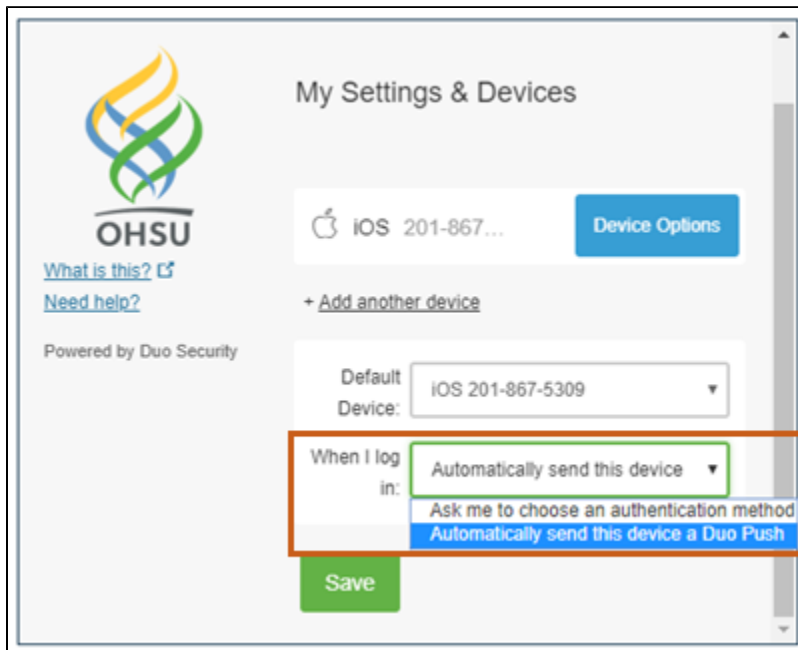 My Settings & Devices
OHSU
What is this?
Need help?
Powered by Duo Security
iOS 201-867...
Device Options
+ Add another device
Default
Device:
iOS 201-867-5309
When I log
in:
Automatically send this device
Ask me to choose an authentication method
Automatically send this device a Duo Push
Save